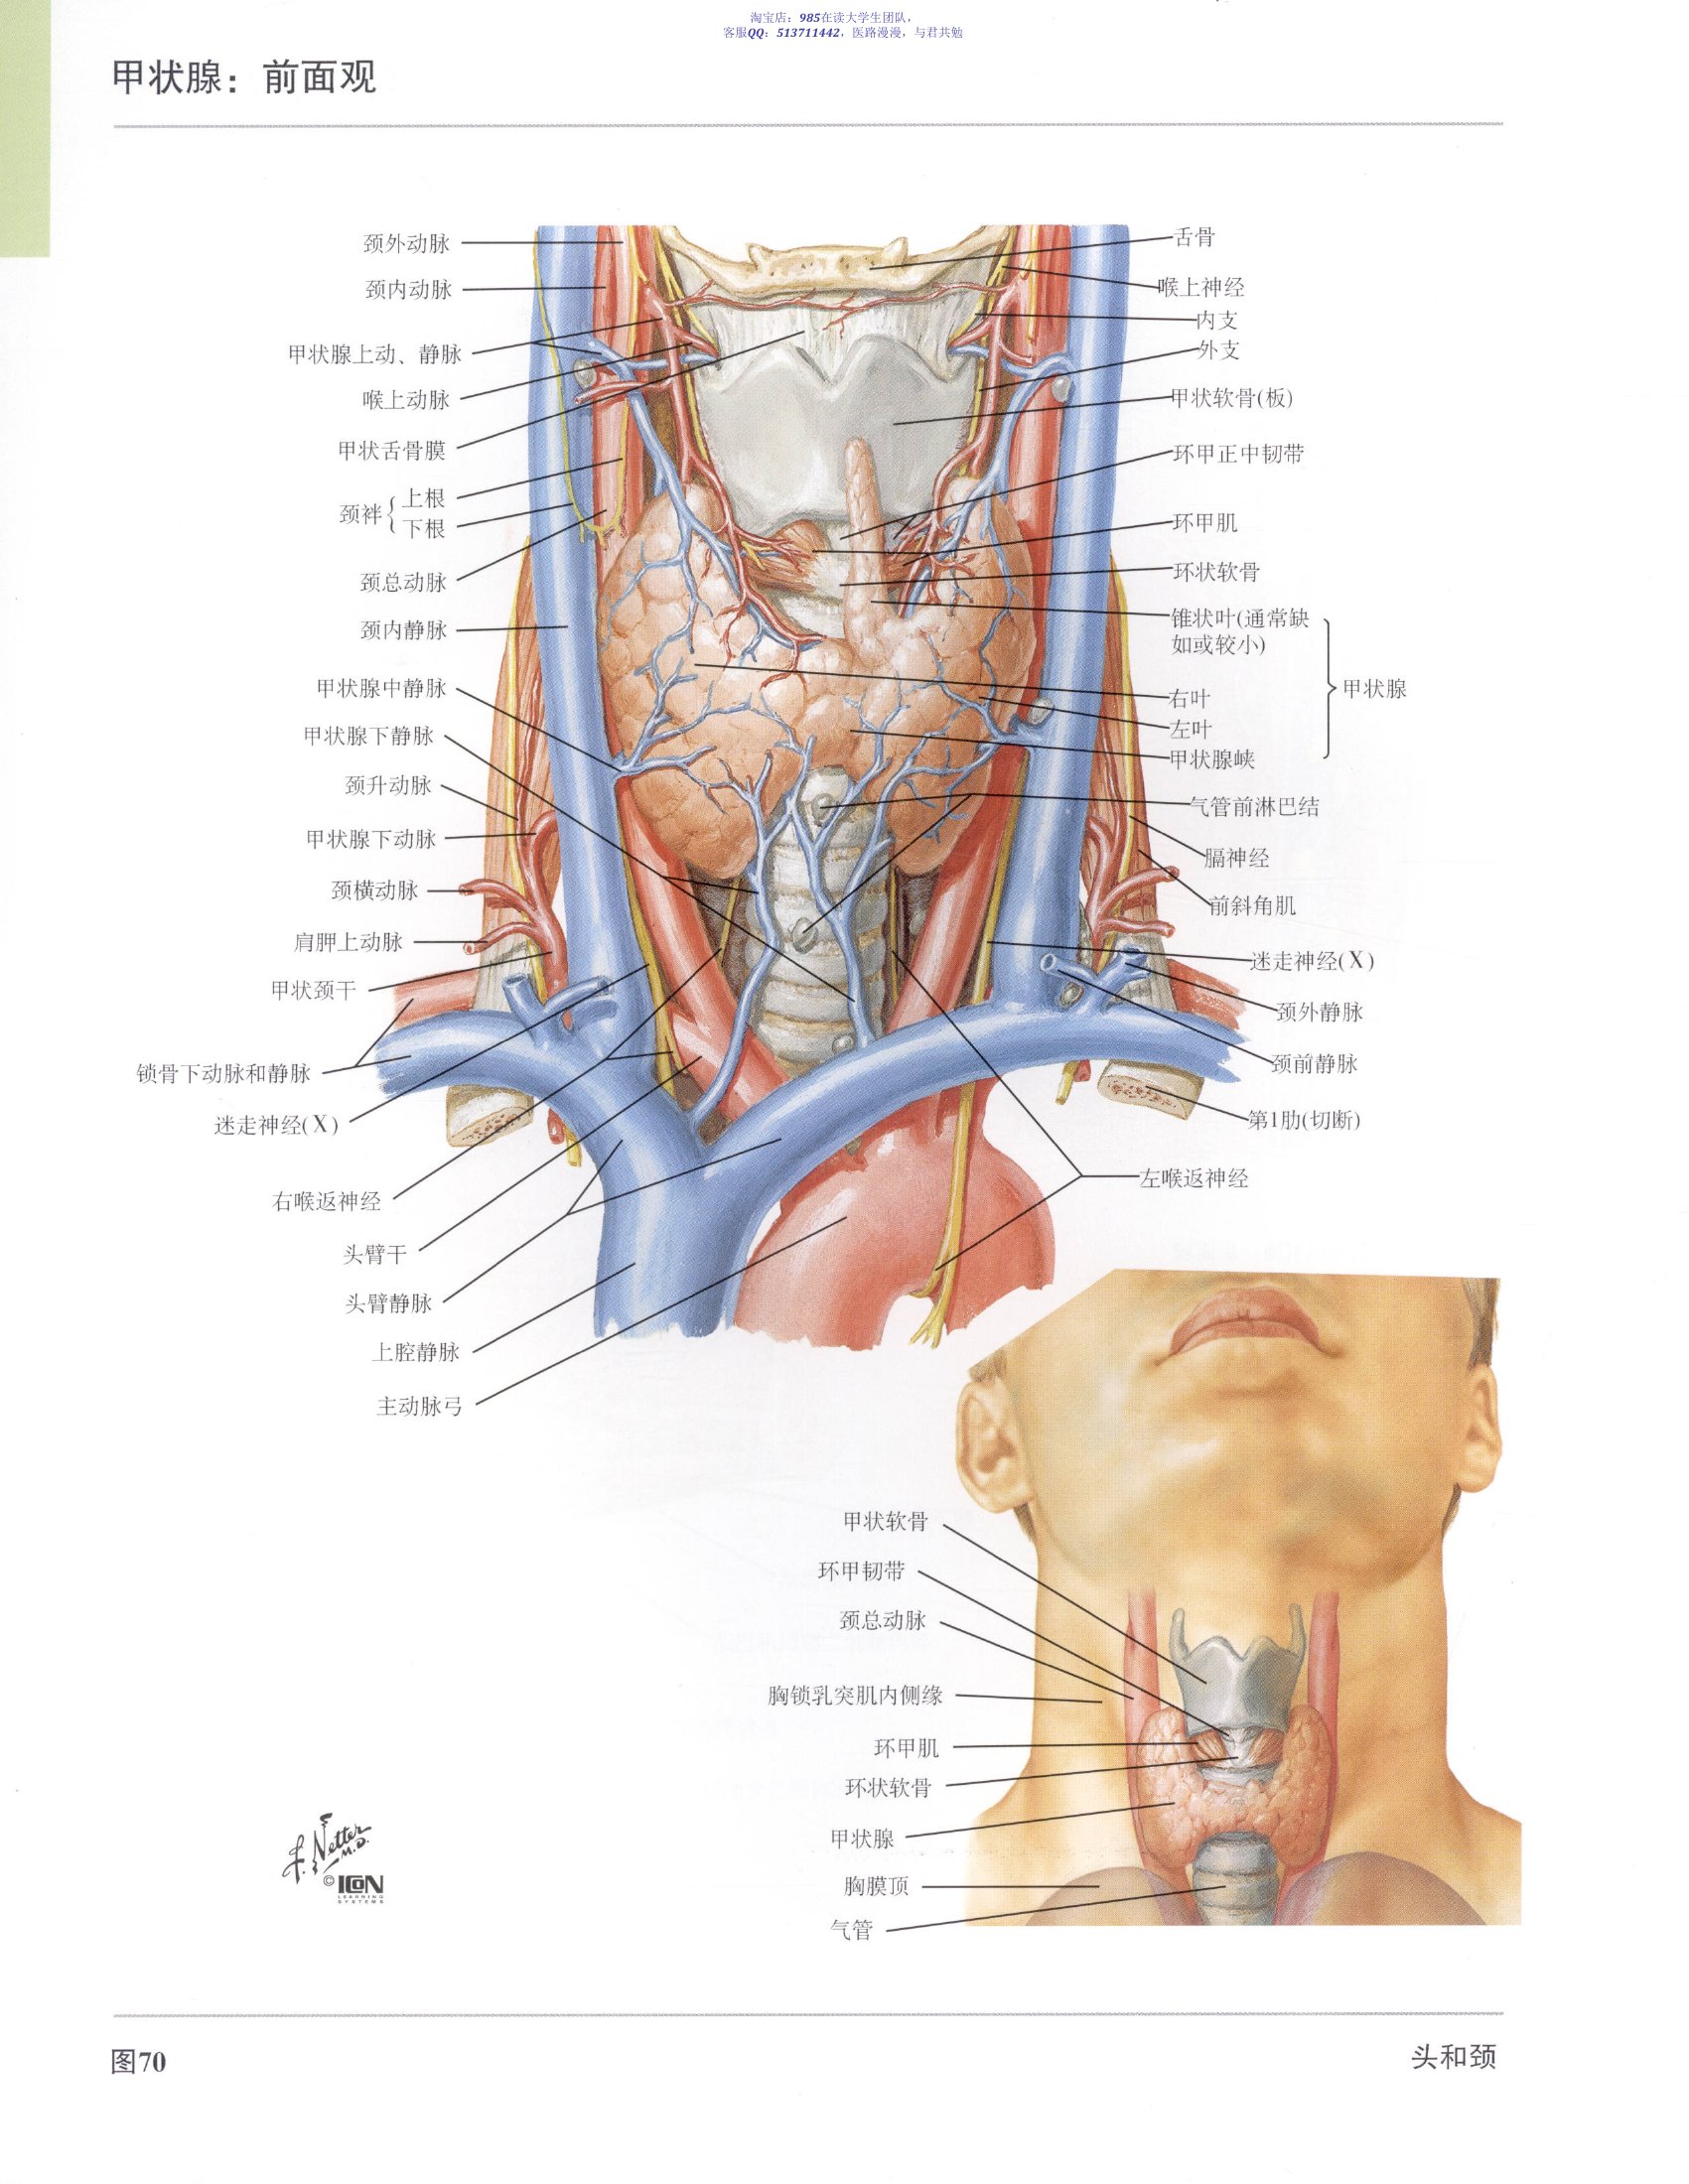 淘宝店：985在读大学生团队，
客服QQ：513711442，医路漫漫，与君共勉
甲状腺：前面观
颈外动脉
颈内动脉
甲状腺上动、静脉
喉上动脉
甲状舌骨膜
颈袢
上根
下根
颈总动脉
颈内静脉
甲状腺中静脉
甲状腺下静脉
颈升动脉
甲状腺下动脉
颈横动脉
肩胛上动脉
甲状颈干
锁骨下动脉和静脉
迷走神经(X)
右喉返神经
头臂干
头臂静脉
上腔静脉
主动脉弓
舌骨
喉上神经
内支
外支
甲状软骨(板)
环甲正中韧带
环甲肌
环状软骨
锥状叶(通常缺
如或较小)
右叶
左叶
甲状腺峡
甲状腺
气管前淋巴结
膈神经
前斜角肌
迷走神经(X)
颈外静脉
颈前静脉
第1肋(切断)
左喉返神经
甲状软骨
环甲韧带
颈总动脉
胸锁乳突肌内侧缘
环甲肌
环状软骨
甲状腺
胸膜顶
气管
F. Netter
M.D.
© ICON
LEARNING
SYSTEMS
图70
头和颈